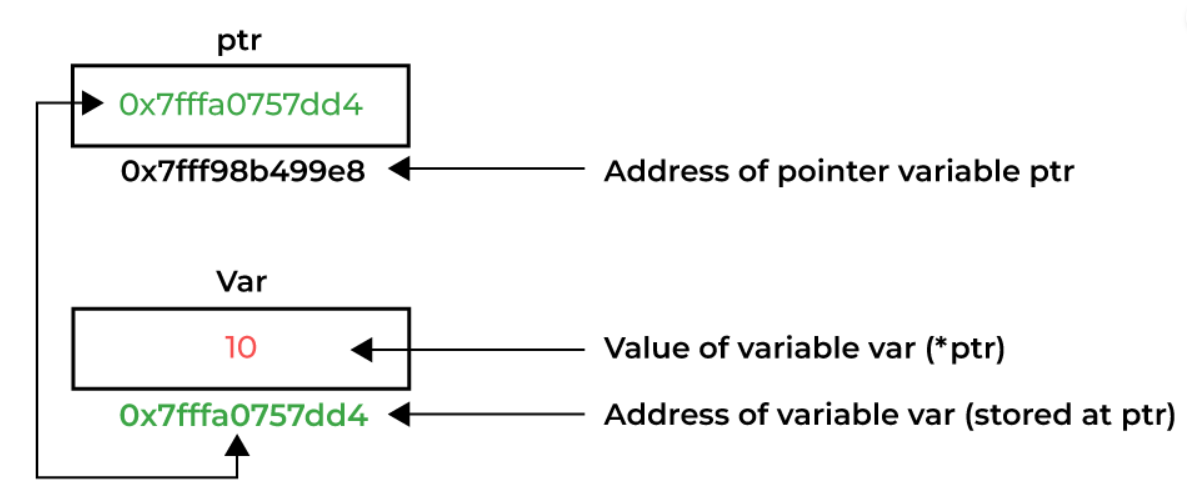 ptr
0x7fffa0757dd4
0x7fff98b499e8 Address of pointer variable ptr
Var
10 Value of variable var (*ptr)
0x7fffa0757dd4 Address of variable var (stored at ptr)